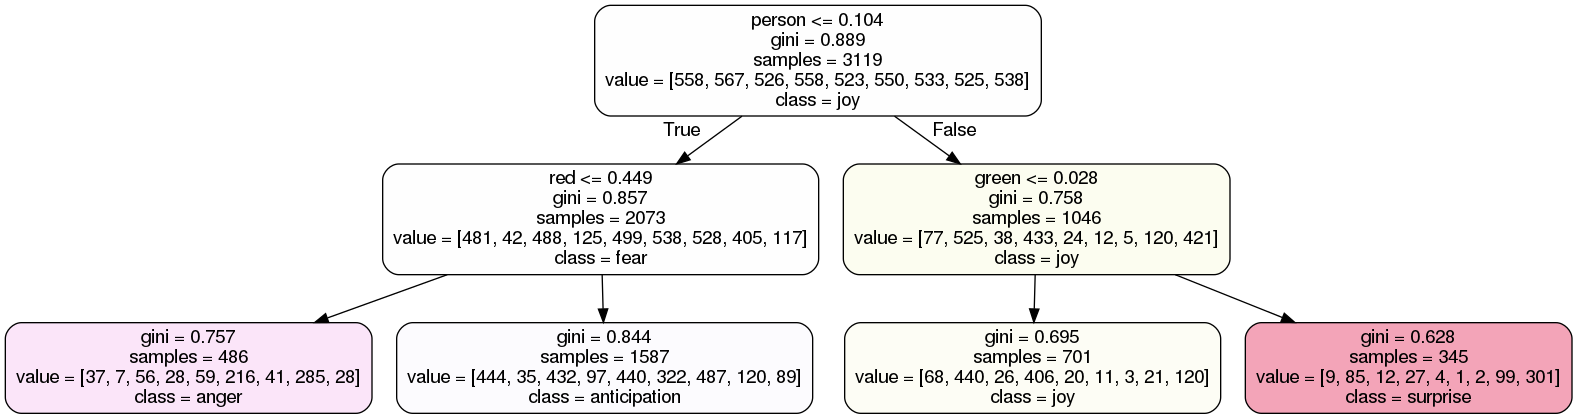 person <= 0.104
gini = 0.889
samples = 3119
value = [558, 567, 526, 558, 523, 550, 533, 525, 538]
class = joy
True
False
red <= 0.449
gini = 0.857
samples = 2073
value = [481, 42, 488, 125, 499, 538, 528, 405, 117]
class = fear
green <= 0.028
gini = 0.758
samples = 1046
value = [77, 525, 38, 433, 24, 12, 5, 120, 421]
class = joy
gini = 0.757
samples = 486
value = [37, 7, 56, 28, 59, 216, 41, 285, 28]
class = anger
gini = 0.844
samples = 1587
value = [444, 35, 432, 97, 440, 322, 487, 120, 89]
class = anticipation
gini = 0.695
samples = 701
value = [68, 440, 26, 406, 20, 11, 3, 21, 120]
class = joy
gini = 0.628
samples = 345
value = [9, 85, 12, 27, 4, 1, 2, 99, 301]
class = surprise